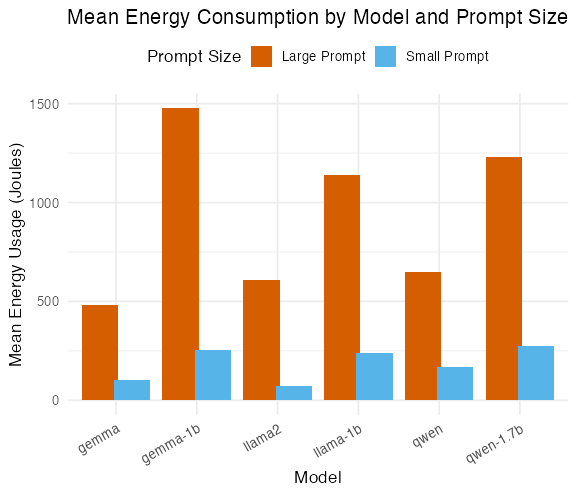 Mean Energy Consumption by Model and Prompt Size
Prompt Size Large Prompt Small Prompt
Mean Energy Usage (Joules)
1500
1000
500
0
gemma gemma-1b llama2 llama-1b qwen qwen-1.7b
Model